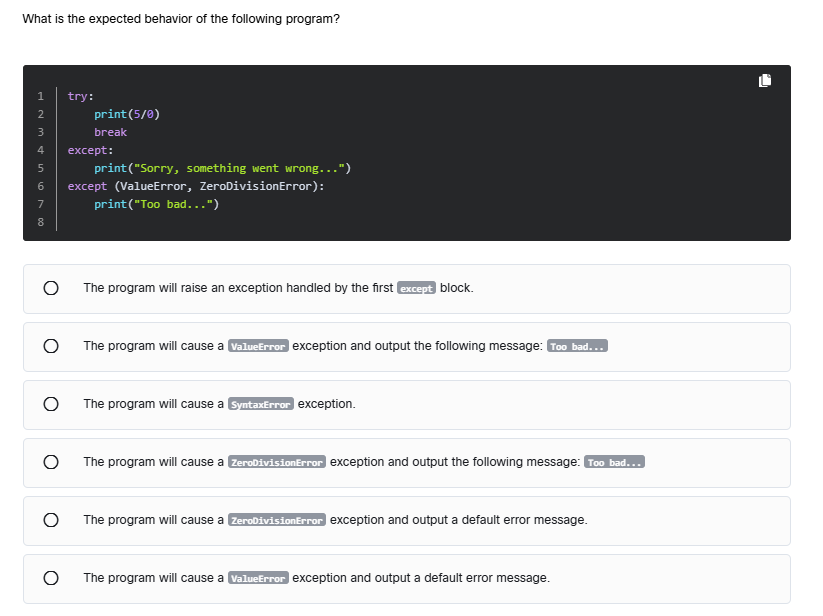 What is the expected behavior of the following program?
1 try:
2 print(5/0)
3 break
4 except:
5 print("Sorry, something went wrong...")
6 except (ValueError, ZeroDivisionError):
7 print("Too bad...")
8
The program will raise an exception handled by the first except block.
The program will cause a ValueError exception and output the following message: Too bad...
The program will cause a SyntaxError exception.
The program will cause a ZeroDivisionError exception and output the following message: Too bad...
The program will cause a ZeroDivisionError exception and output a default error message.
The program will cause a ValueError exception and output a default error message.